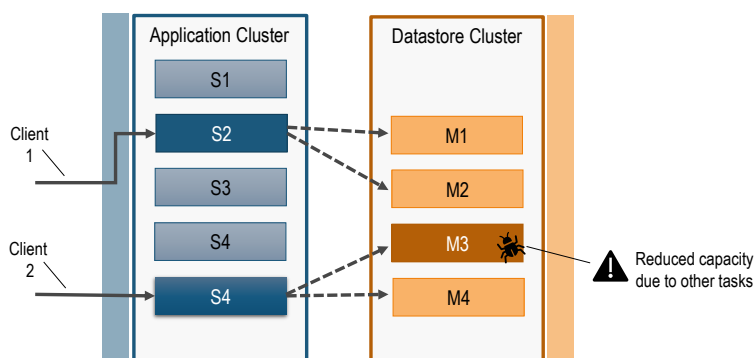 Application Cluster
Datastore Cluster
S1
Client
1
S2
M1
S3
M2
Client
2
S4
M3
Reduced capacity
due to other tasks
S4
M4